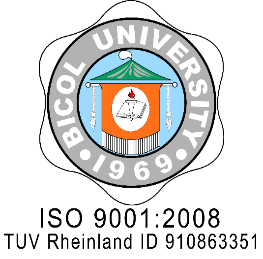 BICOL UNIVERSITY
1969
ISO 9001:2008
TUV Rheinland ID 910863351